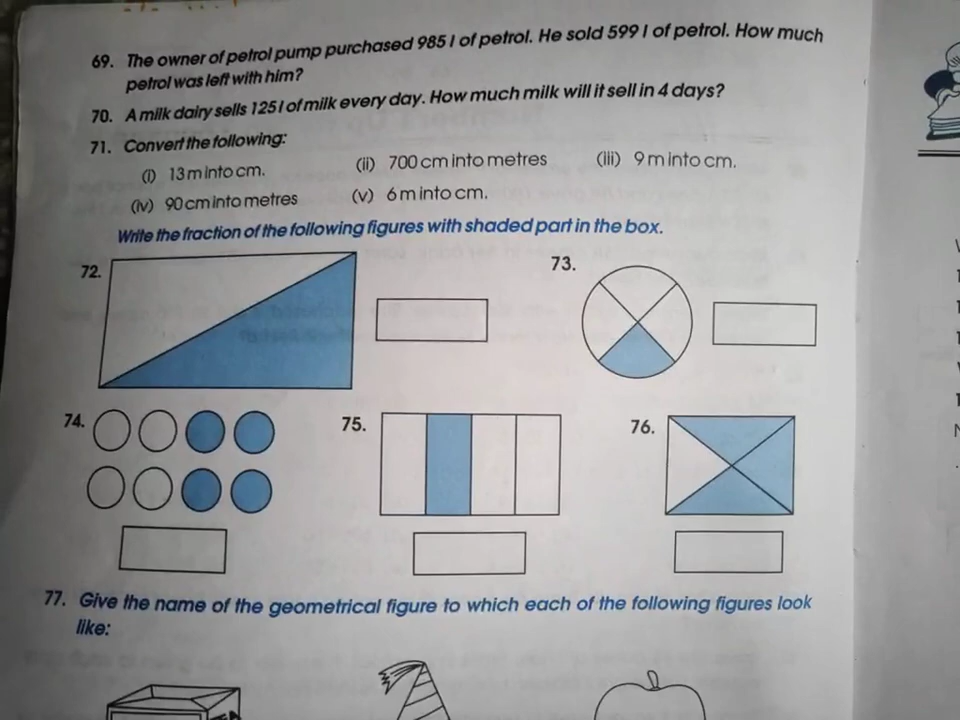 69. The owner of petrol pump purchased 985 l of petrol. He sold 599 l of petrol. How much
petrol was left with him?
70. A milk dairy sells 125 l of milk every day. How much milk will it sell in 4 days?
71. Convert the following:
(i) 13 m into cm. (ii) 700 cm into metres (iii) 9 m into cm.
(iv) 90 cm into metres (v) 6 m into cm.
Write the fraction of the following figures with shaded part in the box.
72. 73.
74. 75. 76.
77. Give the name of the geometrical figure to which each of the following figures look
like: